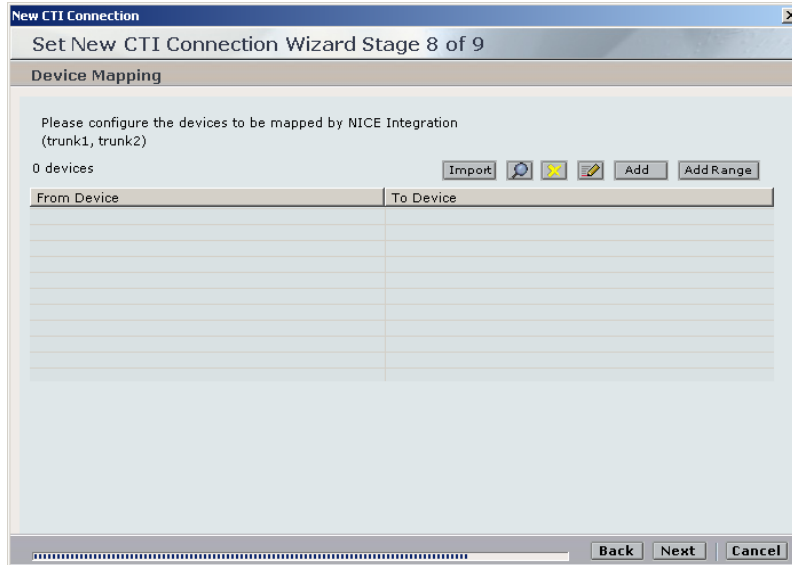 New CTI Connection
Set New CTI Connection Wizard Stage 8 of 9
Device Mapping
Please configure the devices to be mapped by NICE Integration
(trunk1, trunk2)
0 devices
Import
Add
Add Range
From Device
To Device
Back
Next
Cancel